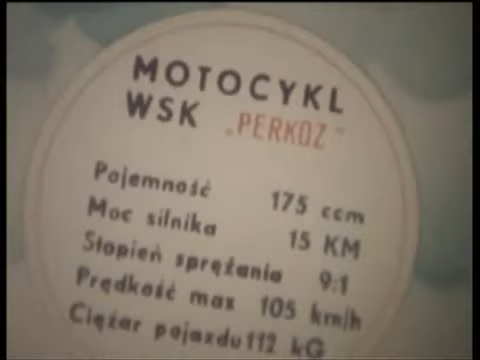 MOTOCYKL
WSK „PERKOZ”
Pojemność 175 ccm
Moc silnika 15 KM
Stopień sprężania 9:1
Prędkość max 105 km/h
Ciężar pojazdu 112 kG